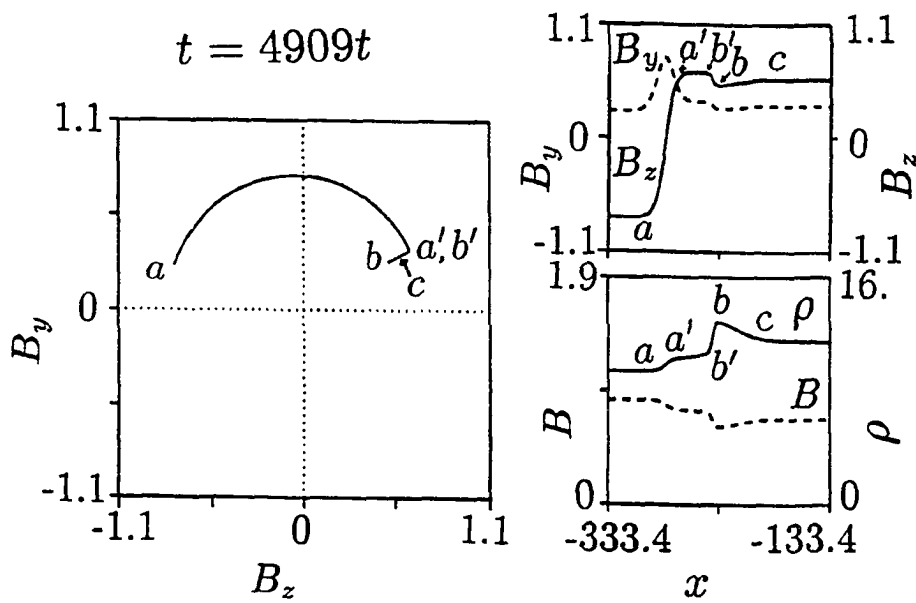 t = 4909t
1.1
0
-1.1
B_y
-1.1
0
1.1
B_z
a
b
a′, b′
c
1.1
0
-1.1
B_y
1.1
0
-1.1
B_z
B_y
a′
b′
b
c
B_z
a
1.9
0
B
16.
0
ρ
a
a′
b
b′
c
ρ
B
-333.4
-133.4
x